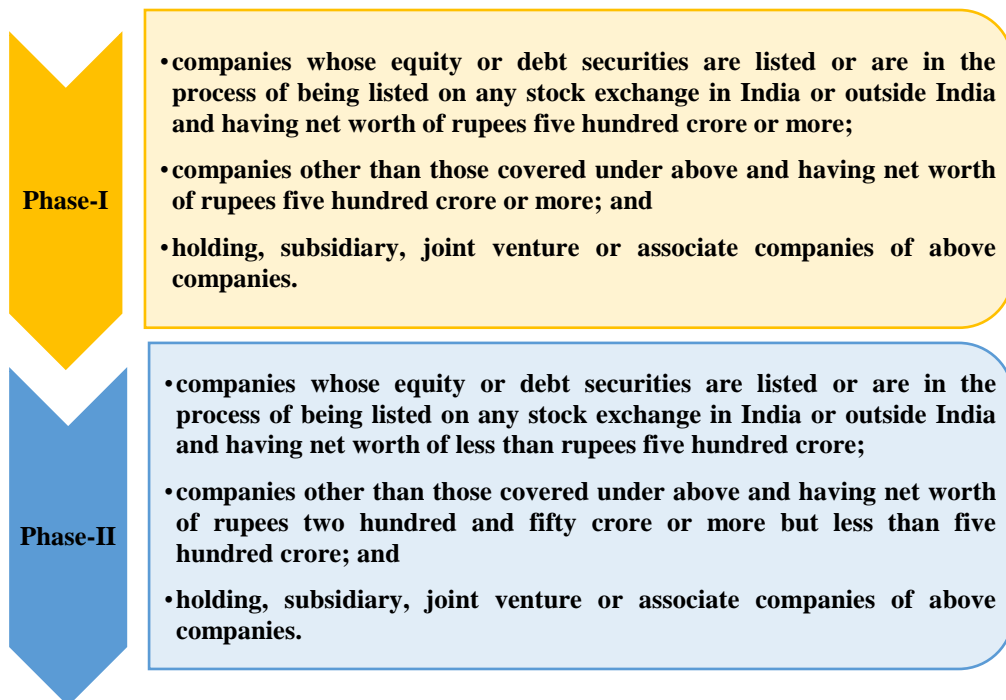 Phase-I
•companies whose equity or debt securities are listed or are in the
process of being listed on any stock exchange in India or outside India
and having net worth of rupees five hundred crore or more;
•companies other than those covered under above and having net worth
of rupees five hundred crore or more; and
•holding, subsidiary, joint venture or associate companies of above
companies.
Phase-II
•companies whose equity or debt securities are listed or are in the
process of being listed on any stock exchange in India or outside India
and having net worth of less than rupees five hundred crore;
•companies other than those covered under above and having net worth
of rupees two hundred and fifty crore or more but less than five
hundred crore; and
•holding, subsidiary, joint venture or associate companies of above
companies.